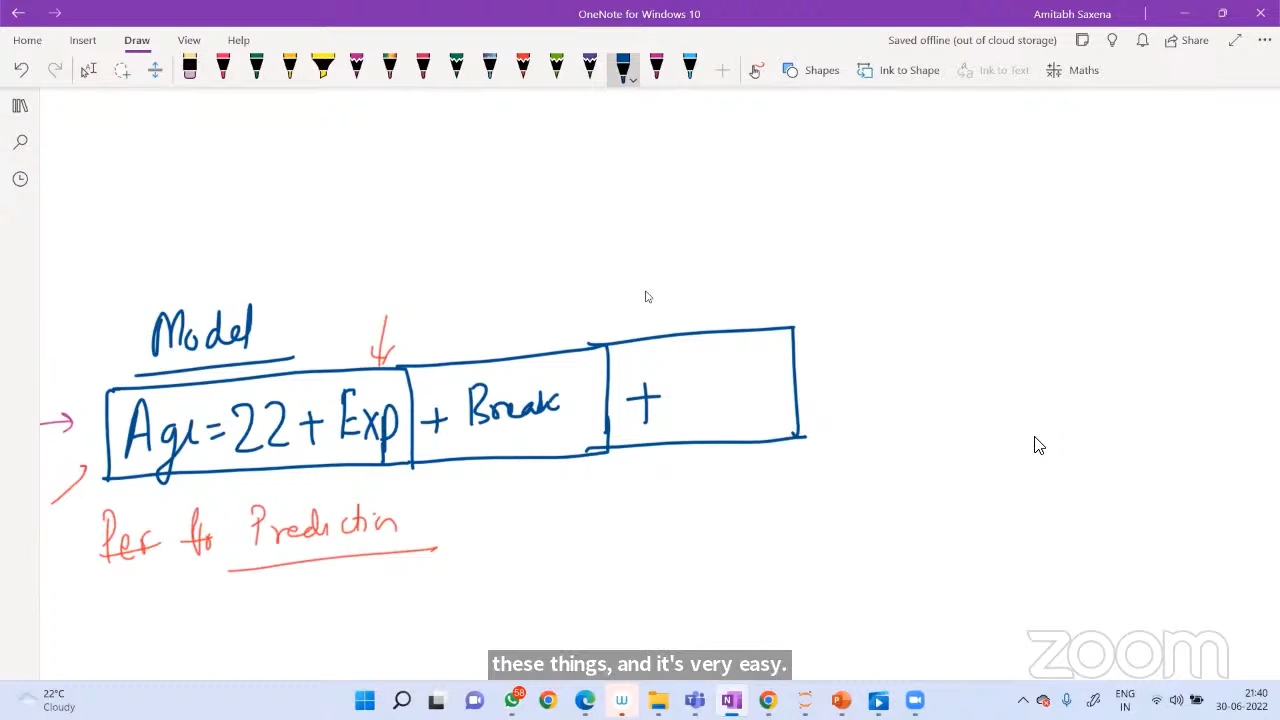 OneNote for Windows 10
Amitabh Saxena
Home Insert Draw View Help
Saved offline (out of cloud storage)
Share
Shapes
Ink to Shape
Ink to Text
Maths
Model
Age=22 + Exp + Break +
Prediction
zoom
these things, and it's very easy.
22°C
Cloudy
58
ENG
IN
21:40
30-06-2022